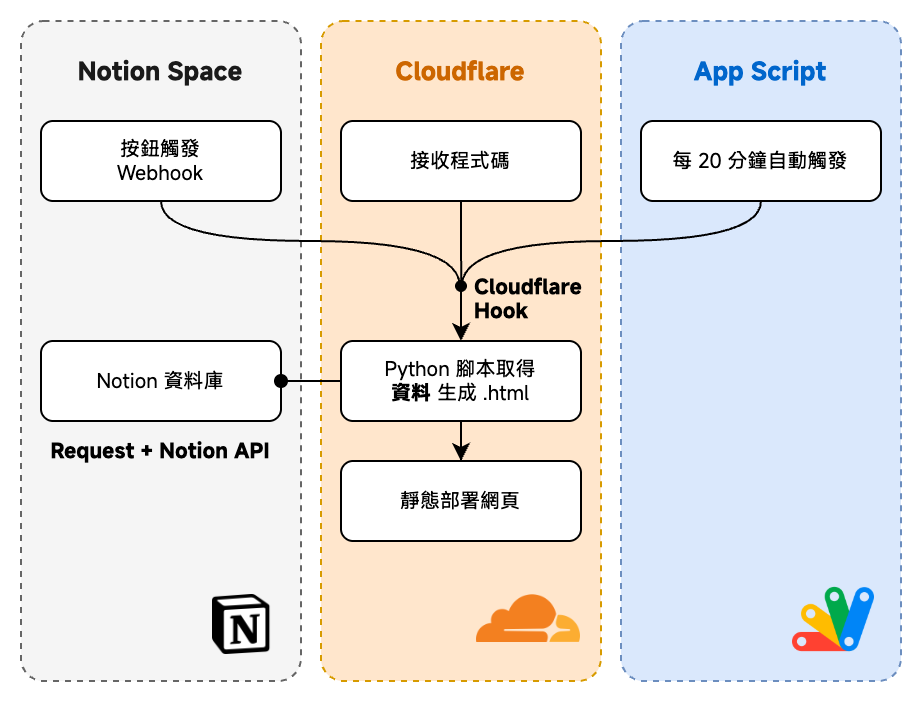 Notion Space
Cloudflare
App Script
按鈕觸發
Webhook
接收程式碼
每 20 分鐘自動觸發
Cloudflare
Hook
Notion 資料庫
Python 腳本取得
資料 生成 .html
Request + Notion API
靜態部署網頁
N